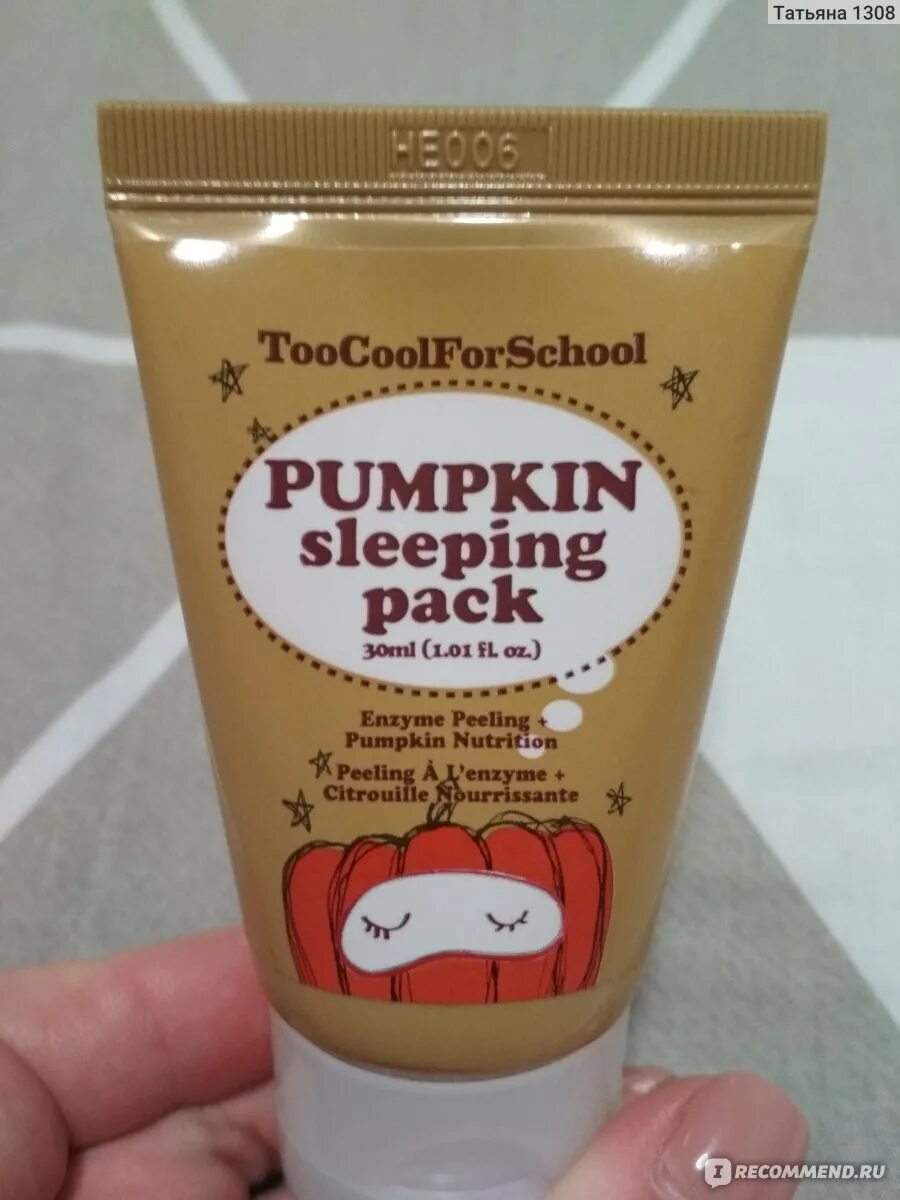 Татьяна 1308
HE006
TooCoolForSchool
PUMPKIN
sleeping
pack
30ml (1.01 fl. oz.)
Enzyme Peeling +
Pumpkin Nutrition
Peeling À L'enzyme +
Citrouille Nourrissante
IRECOMMEND.RU